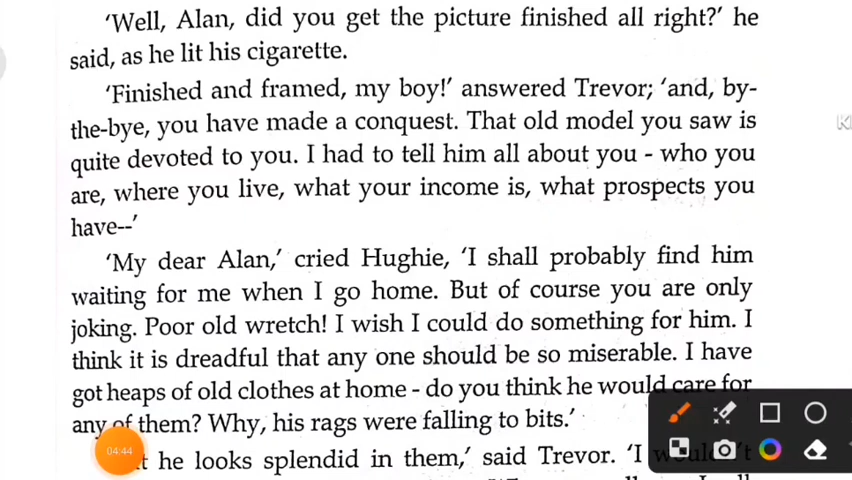 ‘Well, Alan, did you get the picture finished all right?’ he
said, as he lit his cigarette.
‘Finished and framed, my boy!’ answered Trevor; ‘and, by-
the-bye, you have made a conquest. That old model you saw is
quite devoted to you. I had to tell him all about you - who you
are, where you live, what your income is, what prospects you
have--’
‘My dear Alan,’ cried Hughie, ‘I shall probably find him
waiting for me when I go home. But of course you are only
joking. Poor old wretch! I wish I could do something for him. I
think it is dreadful that any one should be so miserable. I have
got heaps of old clothes at home - do you think he would care for
any of them? Why, his rags were falling to bits.’
he looks splendid in them,’ said Trevor. ‘I
04:44